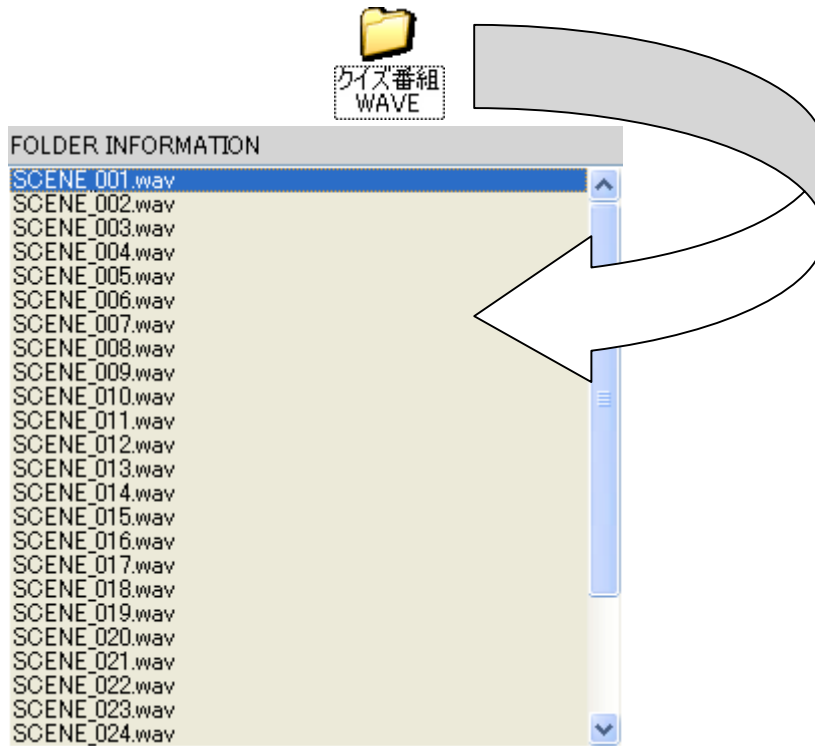 クイズ番組
WAVE
FOLDER INFORMATION
SCENE_001.wav
SCENE_002.wav
SCENE_003.wav
SCENE_004.wav
SCENE_005.wav
SCENE_006.wav
SCENE_007.wav
SCENE_008.wav
SCENE_009.wav
SCENE_010.wav
SCENE_011.wav
SCENE_012.wav
SCENE_013.wav
SCENE_014.wav
SCENE_015.wav
SCENE_016.wav
SCENE_017.wav
SCENE_018.wav
SCENE_019.wav
SCENE_020.wav
SCENE_021.wav
SCENE_022.wav
SCENE_023.wav
SCENE_024.wav